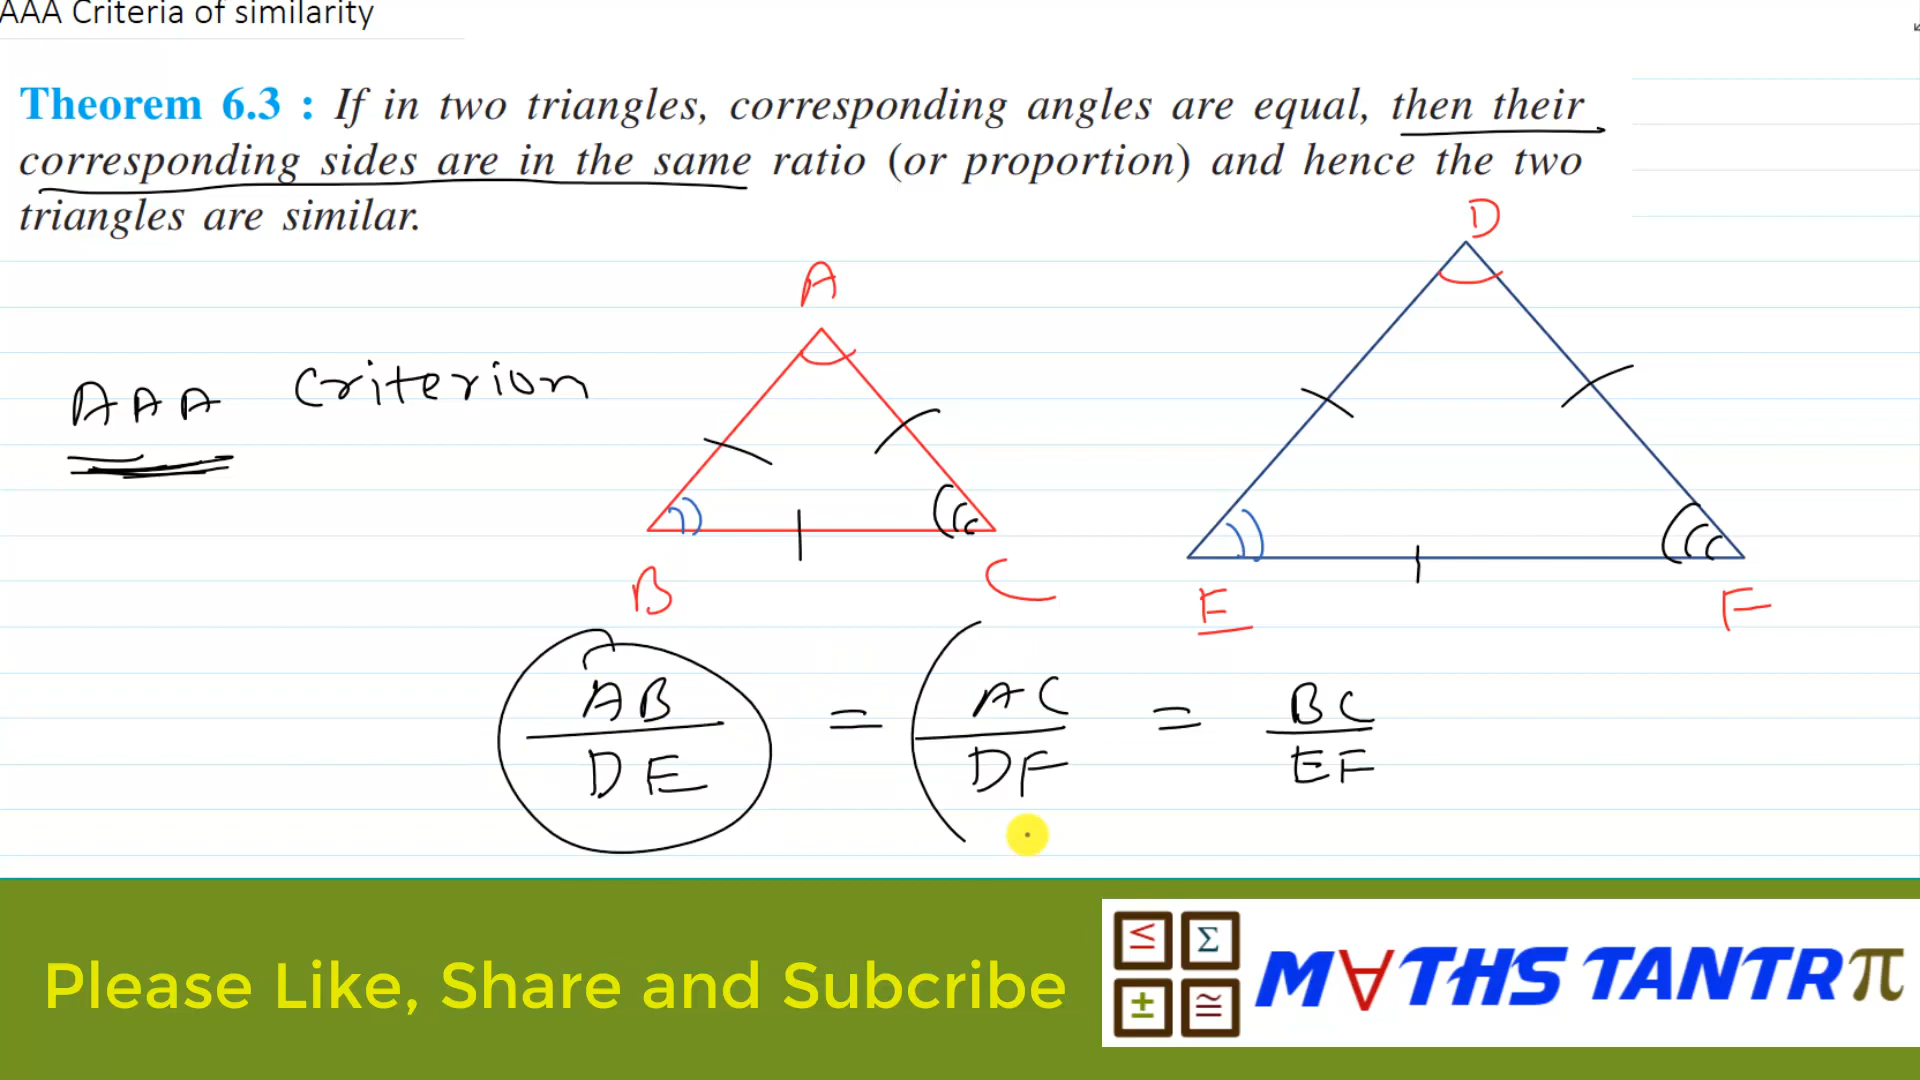 AAA Criteria of similarity
Theorem 6.3 : If in two triangles, corresponding angles are equal, then their
corresponding sides are in the same ratio (or proportion) and hence the two
triangles are similar.
D
A
AAA Criterion
B
C
E
F
AB/DE = AC/DF = BC/EF
≤ Σ
± ≅
M∀THS TANTRπ
Please Like, Share and Subcribe